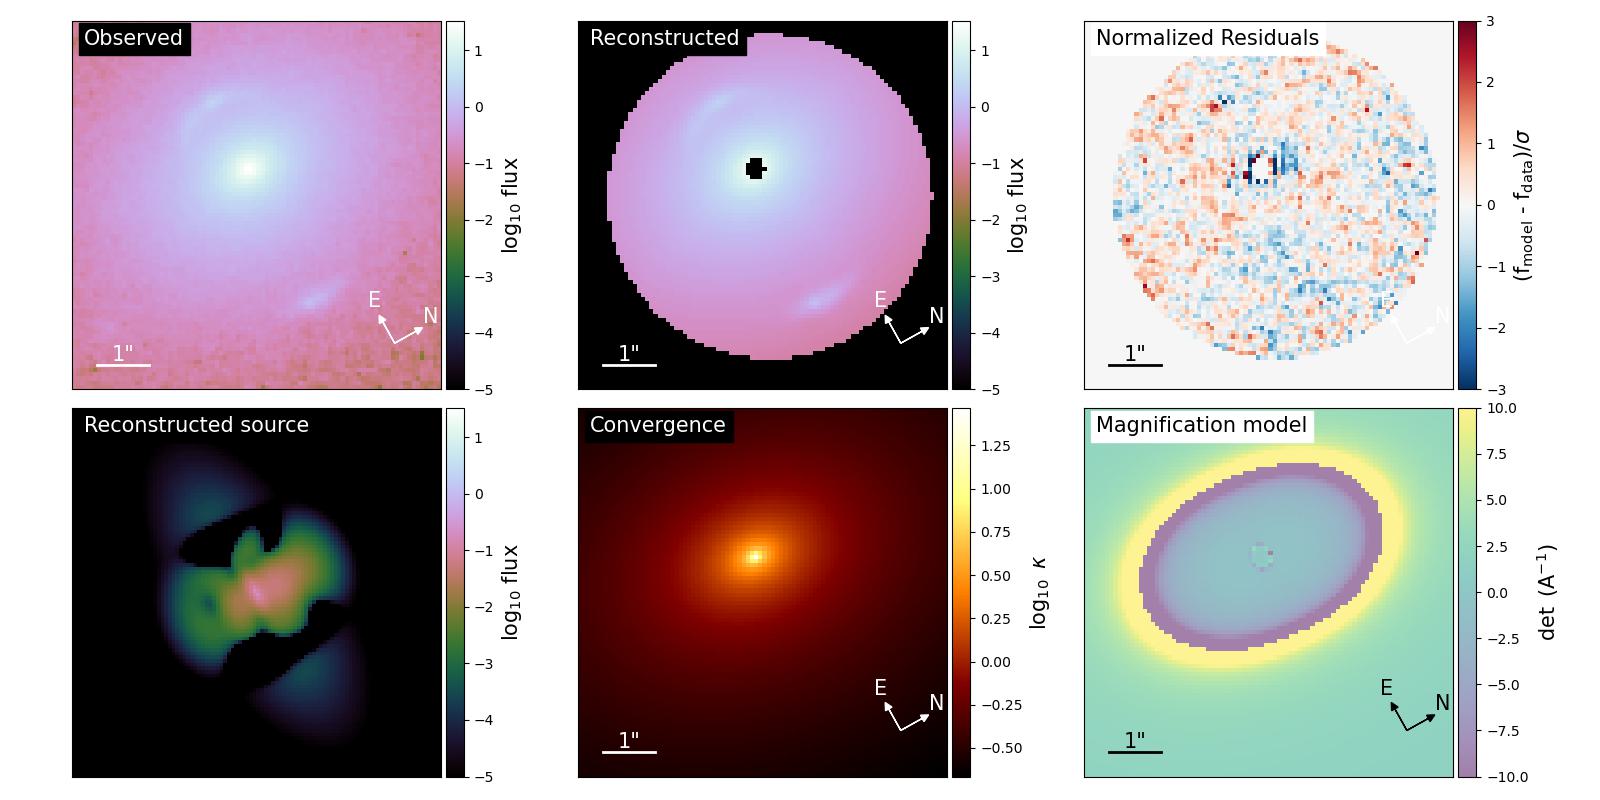 Observed
1
0
−1
−2
−3
−4
−5
log₁₀ flux
E
N
1"
Reconstructed
1
0
−1
−2
−3
−4
−5
log₁₀ flux
E
N
1"
Normalized Residuals
3
2
1
0
−1
−2
−3
(f_model - f_data)/σ
E
N
1"
Reconstructed source
1
0
−1
−2
−3
−4
−5
log₁₀ flux
Convergence
1.25
1.00
0.75
0.50
0.25
0.00
−0.25
−0.50
log₁₀ κ
E
N
1"
Magnification model
10.0
7.5
5.0
2.5
0.0
−2.5
−5.0
−7.5
−10.0
det (A⁻¹)
E
N
1"